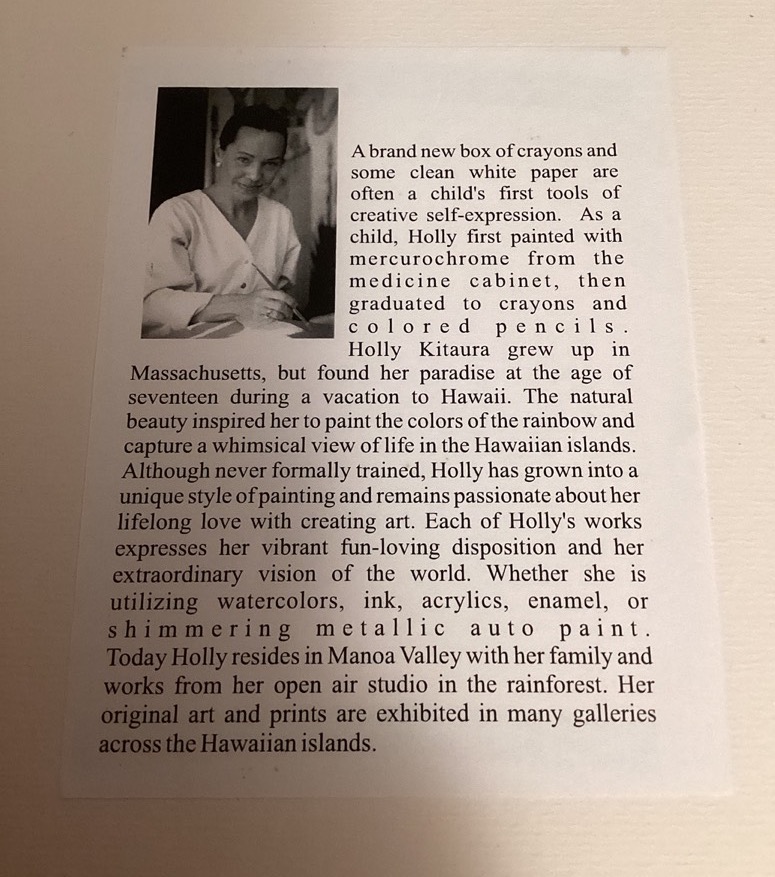 A brand new box of crayons and
some clean white paper are
often a child's first tools of
creative self-expression. As a
child, Holly first painted with
mercurochrome from the
medicine cabinet, then
graduated to crayons and
colored pencils.
Holly Kitaura grew up in
Massachusetts, but found her paradise at the age of
seventeen during a vacation to Hawaii. The natural
beauty inspired her to paint the colors of the rainbow and
capture a whimsical view of life in the Hawaiian islands.
Although never formally trained, Holly has grown into a
unique style of painting and remains passionate about her
lifelong love with creating art. Each of Holly's works
expresses her vibrant fun-loving disposition and her
extraordinary vision of the world. Whether she is
utilizing watercolors, ink, acrylics, enamel, or
shimmering metallic auto paint.
Today Holly resides in Manoa Valley with her family and
works from her open air studio in the rainforest. Her
original art and prints are exhibited in many galleries
across the Hawaiian islands.